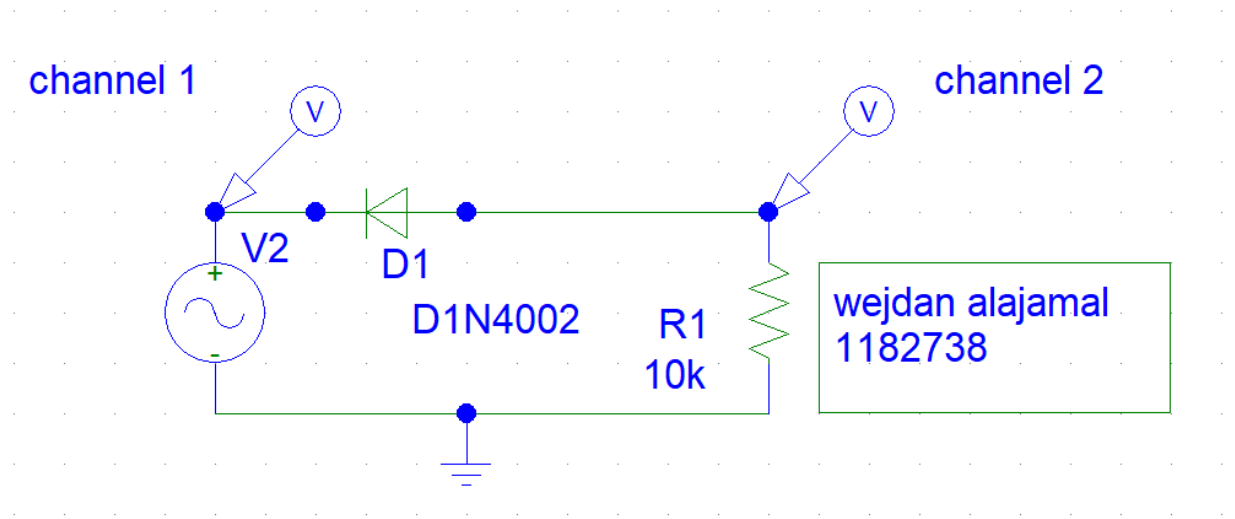 channel 1
V
V
channel 2
V2
+
-
D1
D1N4002
R1
10k
wejdan alajamal
1182738